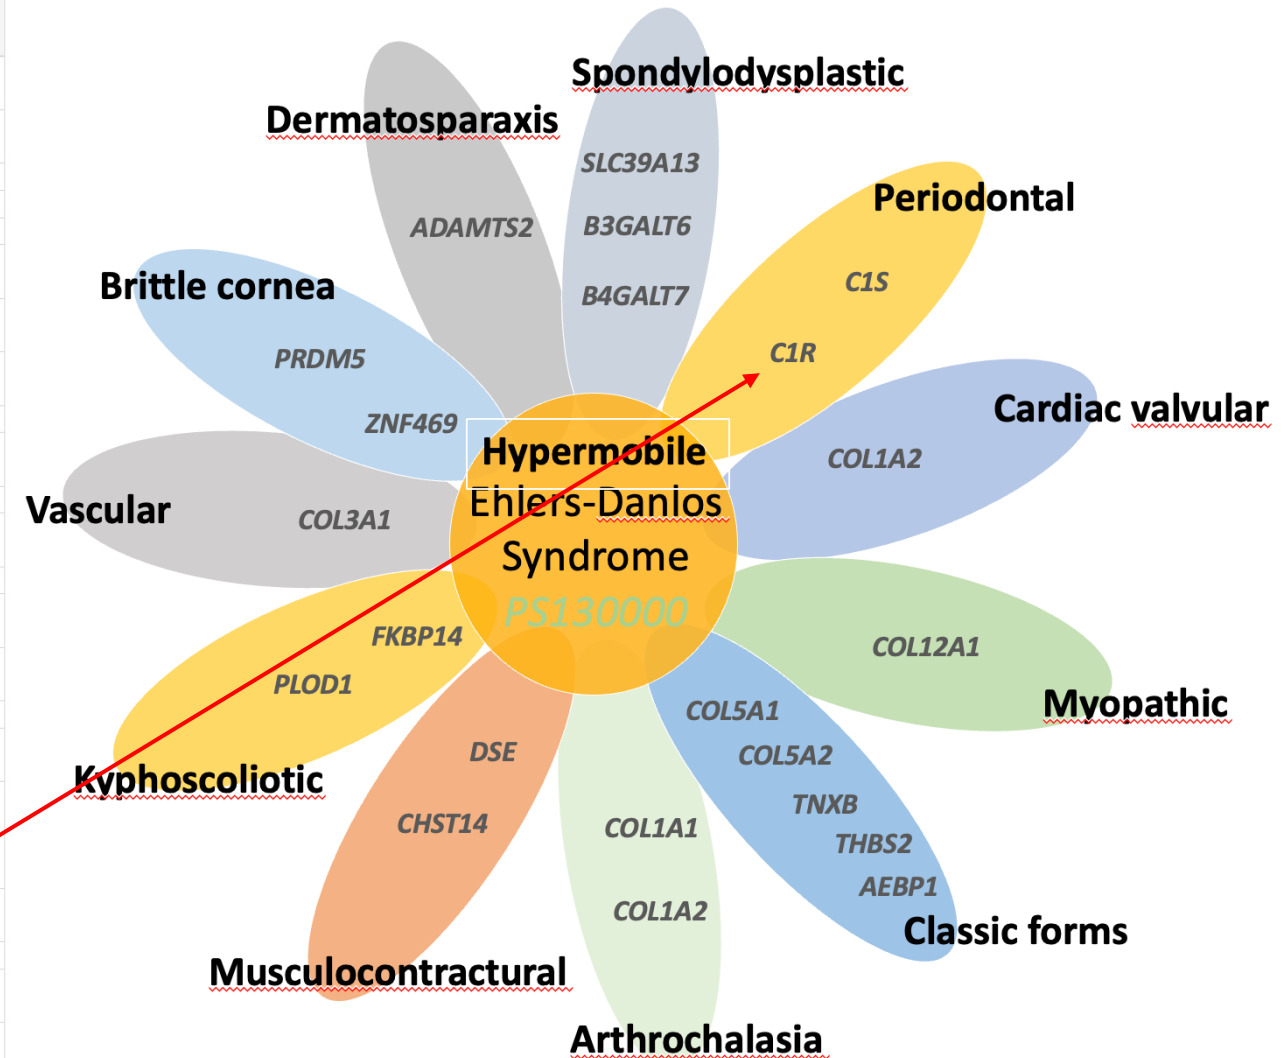 Spondylodysplastic
SLC39A13
B3GALT6
B4GALT7
Dermatosparaxis
ADAMTS2
Periodontal
C1S
C1R
Brittle cornea
PRDM5
ZNF469
Cardiac valvular
COL1A2
Hypermobile
Ehlers-Danlos
Syndrome
PS130000
Vascular
COL3A1
FKBP14
PLOD1
Kyphoscoliotic
COL12A1
Myopathic
DSE
CHST14
Musculocontractural
COL1A1
COL1A2
Arthrochalasia
COL5A1
COL5A2
TNXB
THBS2
AEBP1
Classic forms